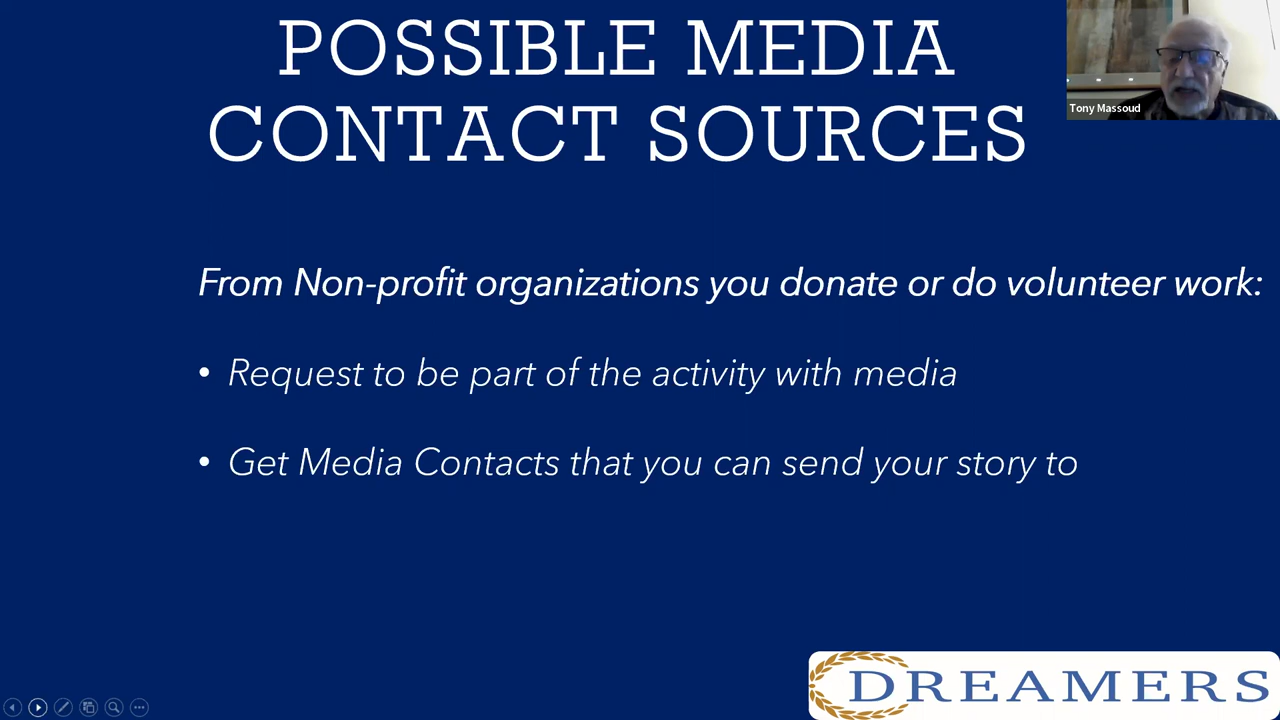 POSSIBLE MEDIA
CONTACT SOURCES
Tony Massoud
From Non-profit organizations you donate or do volunteer work:
• Request to be part of the activity with media
• Get Media Contacts that you can send your story to
DREAMERS